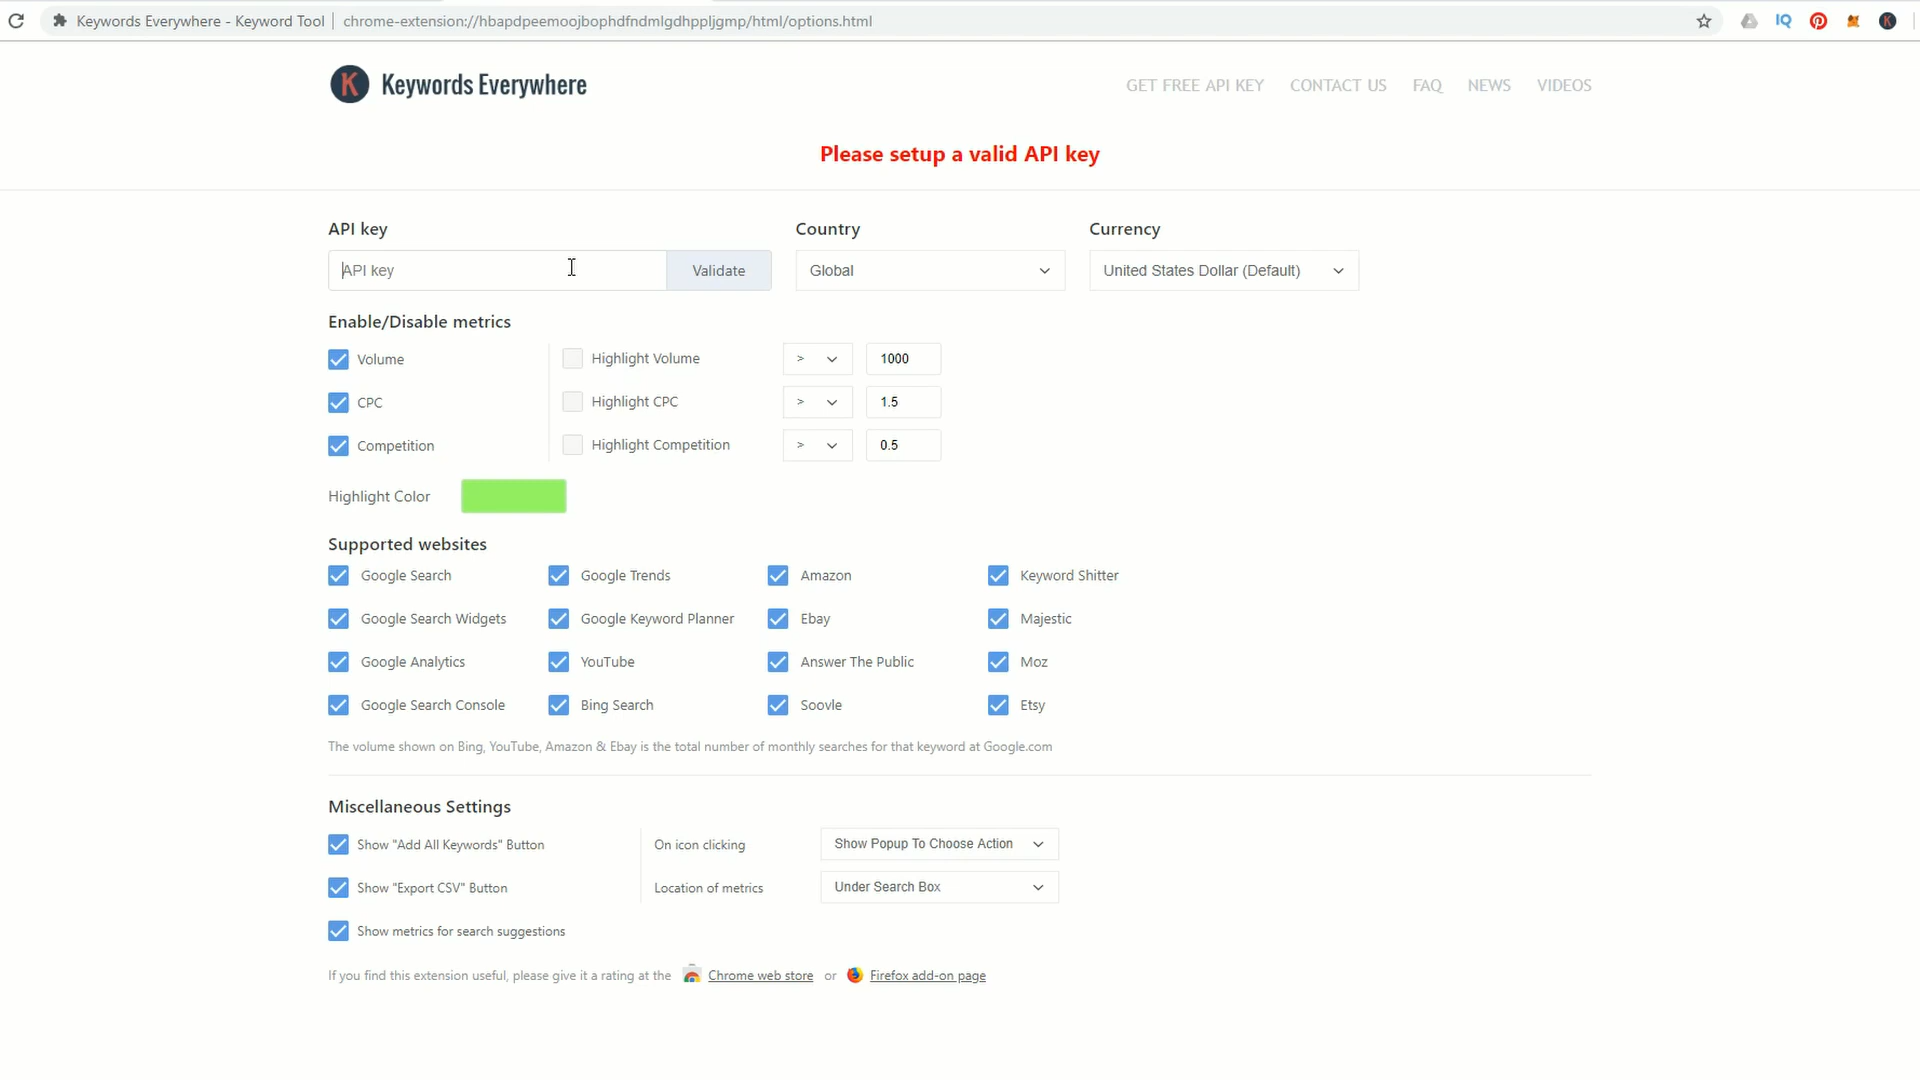 Keywords Everywhere - Keyword Tool chrome-extension://hbapdpeemoojbophdfndmlgdhppljgmp/html/options.html IQ K
K Keywords Everywhere GET FREE API KEY CONTACT US FAQ NEWS VIDEOS
Please setup a valid API key
API key Country Currency
API key Validate Global United States Dollar (Default)
Enable/Disable metrics
Volume Highlight Volume > 1000
CPC Highlight CPC > 1.5
Competition Highlight Competition > 0.5
Highlight Color
Supported websites
Google Search Google Trends Amazon Keyword Shitter
Google Search Widgets Google Keyword Planner Ebay Majestic
Google Analytics YouTube Answer The Public Moz
Google Search Console Bing Search Soovle Etsy
The volume shown on Bing, YouTube, Amazon & Ebay is the total number of monthly searches for that keyword at Google.com
Miscellaneous Settings
Show "Add All Keywords" Button On icon clicking Show Popup To Choose Action
Show "Export CSV" Button Location of metrics Under Search Box
Show metrics for search suggestions
If you find this extension useful, please give it a rating at the Chrome web store or Firefox add-on page